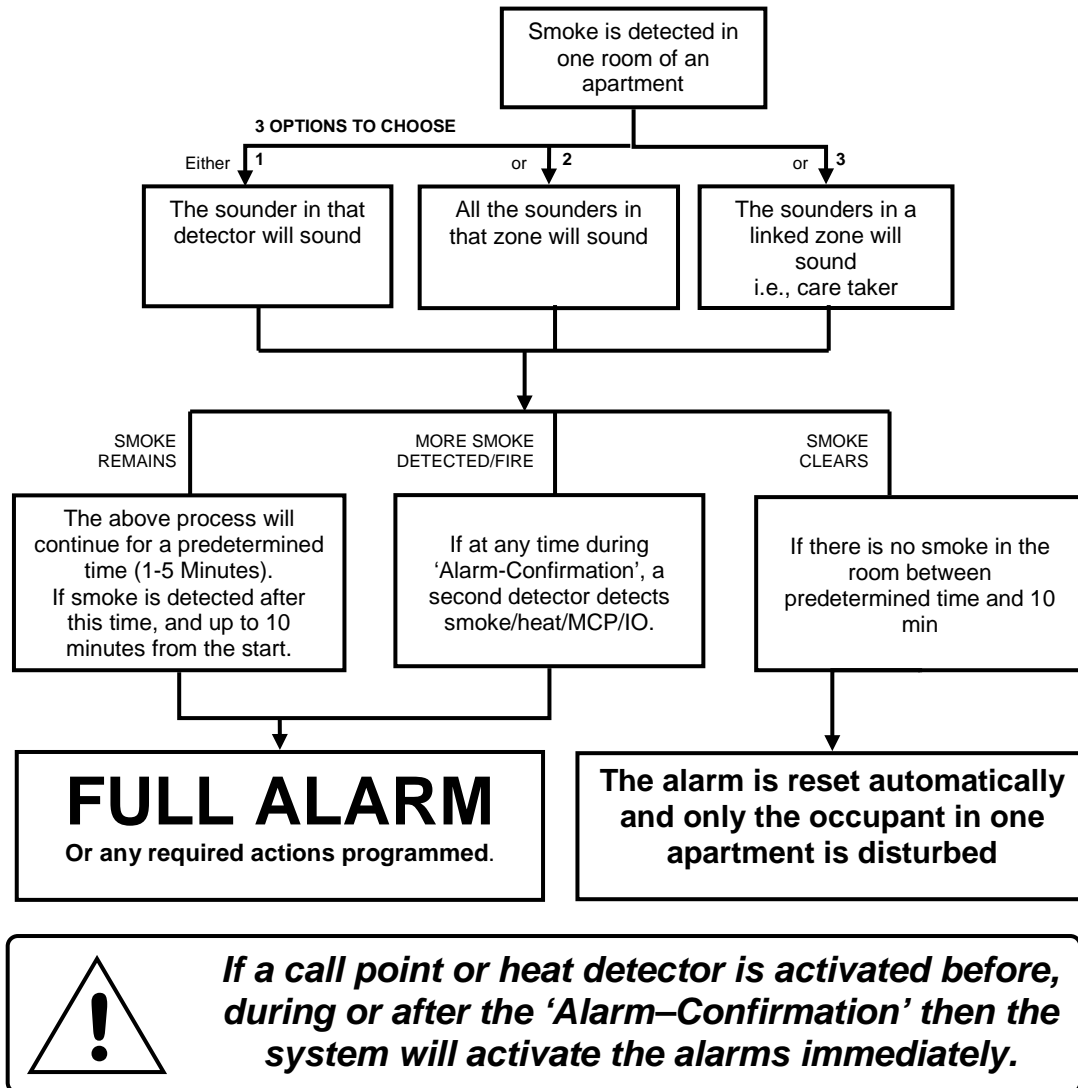 Smoke is detected in
one room of an
apartment
3 OPTIONS TO CHOOSE
Either 1
or 2
or 3
The sounder in that
detector will sound
All the sounders in
that zone will sound
The sounders in a
linked zone will
sound
i.e., care taker
SMOKE
REMAINS
MORE SMOKE
DETECTED/FIRE
SMOKE
CLEARS
The above process will
continue for a predetermined
time (1-5 Minutes).
If smoke is detected after
this time, and up to 10
minutes from the start.
If at any time during
‘Alarm-Confirmation’, a
second detector detects
smoke/heat/MCP/IO.
If there is no smoke in the
room between
predetermined time and 10
min
FULL ALARM
Or any required actions programmed.
The alarm is reset automatically
and only the occupant in one
apartment is disturbed
!
If a call point or heat detector is activated before,
during or after the ‘Alarm–Confirmation’ then the
system will activate the alarms immediately.